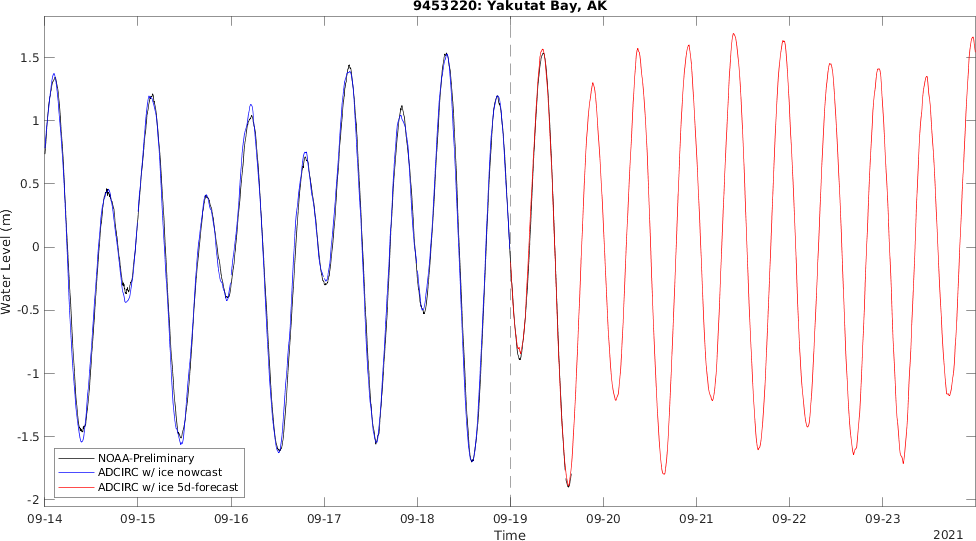 9453220: Yakutat Bay, AK
Water Level (m)
1.5
1
0.5
0
-0.5
-1
-1.5
-2
NOAA-Preliminary
ADCIRC w/ ice nowcast
ADCIRC w/ ice 5d-forecast
09-14 09-15 09-16 09-17 09-18 09-19 09-20 09-21 09-22 09-23
Time
2021